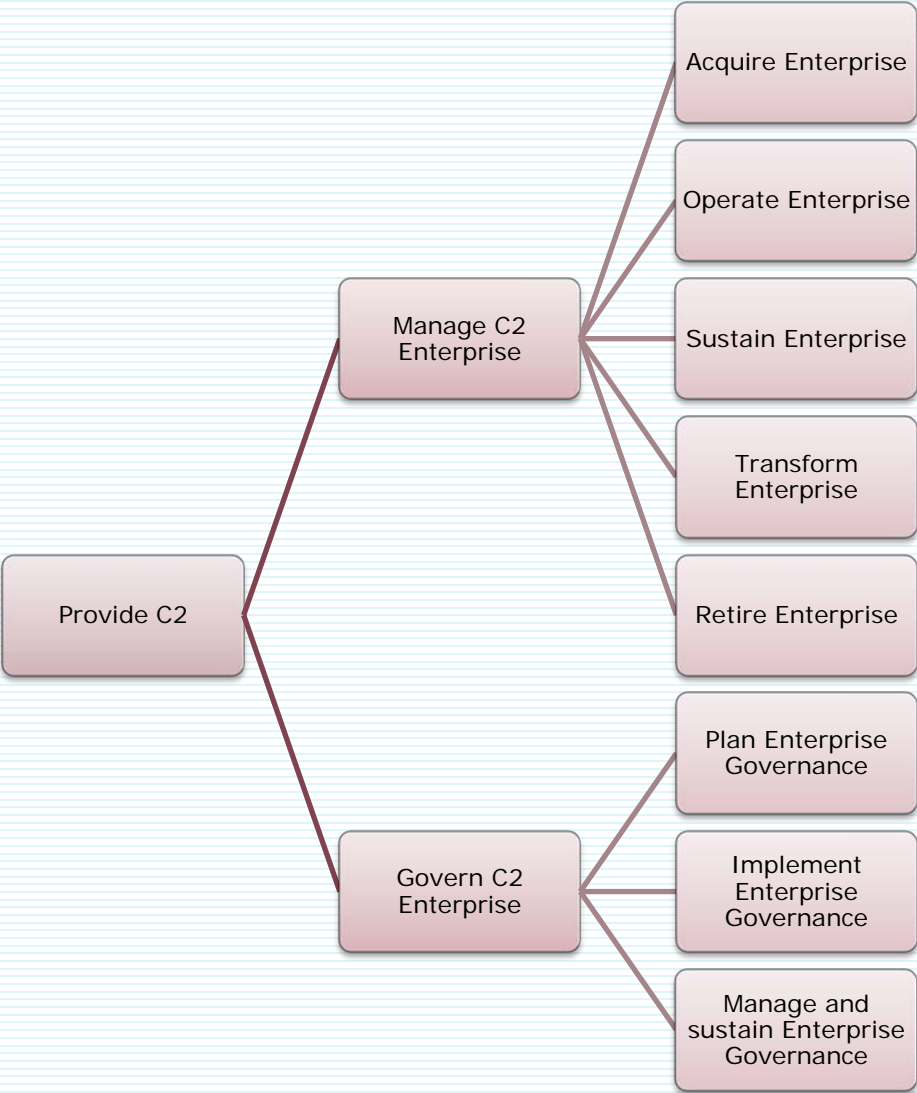 Provide C2
Manage C2
Enterprise
Acquire Enterprise
Operate Enterprise
Sustain Enterprise
Transform
Enterprise
Retire Enterprise
Govern C2
Enterprise
Plan Enterprise
Governance
Implement
Enterprise
Governance
Manage and
sustain Enterprise
Governance